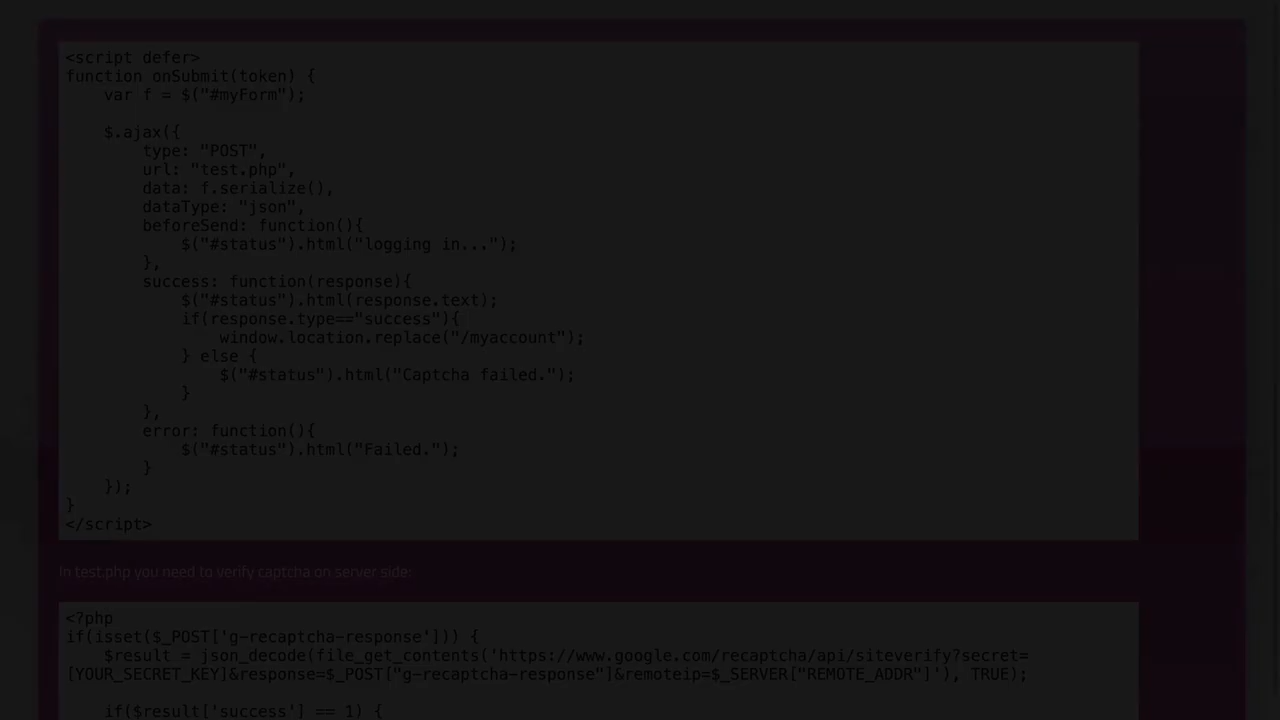 <script defer>
function onSubmit(token) {
    var f = $("#myForm");

    $.ajax({
        type: "POST",
        url: "test.php",
        data: f.serialize(),
        dataType: "json",
        beforeSend: function(){
            $("#status").html("logging in...");
        },
        success: function(response){
            $("#status").html(response.text);
            if(response.type=="success"){
                window.location.replace("/myaccount");
            } else {
                $("#status").html("Captcha failed.");
            }
        },
        error: function(){
            $("#status").html("Failed.");
        }
    });
}
</script>
In test.php you need to verify captcha on server side:
<?php
if(isset($_POST['g-recaptcha-response'])) {
    $result = json_decode(file_get_contents('https://www.google.com/recaptcha/api/siteverify?secret=
[YOUR_SECRET_KEY]&response=$_POST["g-recaptcha-response"]&remoteip=$_SERVER["REMOTE_ADDR"]'), TRUE);

    if($result['success'] == 1) {